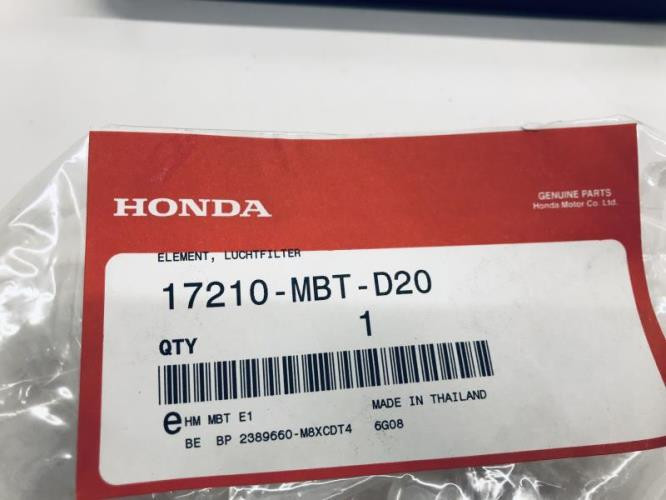 HONDA
GENUINE PARTS
Honda Motor Co. Ltd.
ELEMENT, LUCHTFILTER
17210-MBT-D20
QTY 1
eHM MBT E1 MADE IN THAILAND
BE BP 2389660-M8XCDT4 6G08